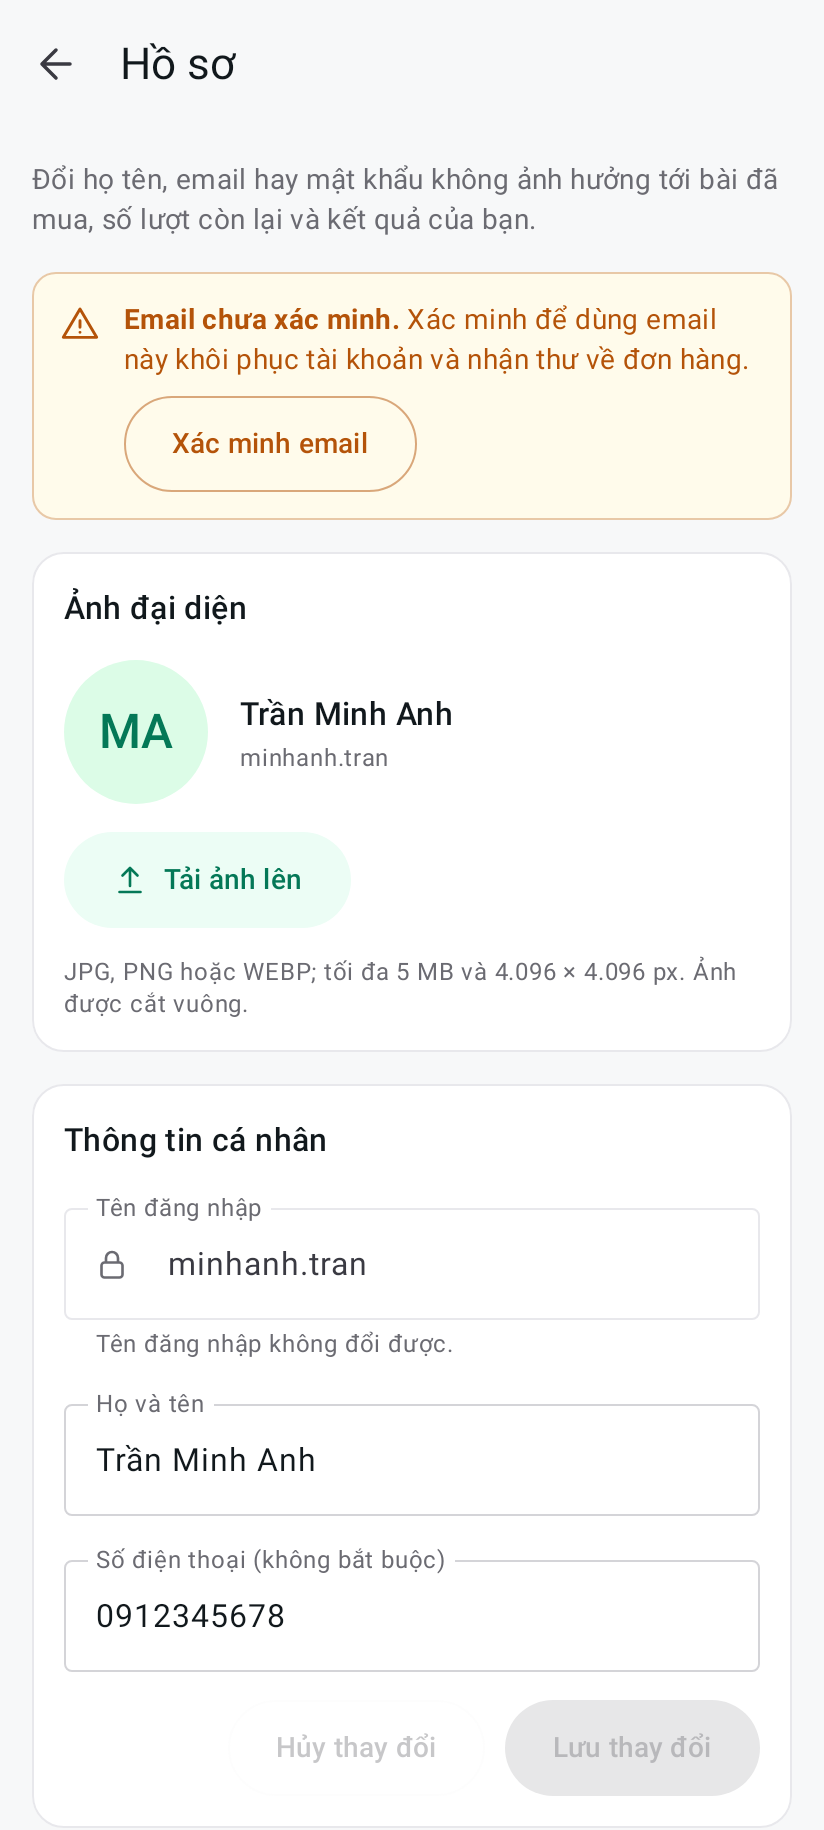 Hồ sơ
Đổi họ tên, email hay mật khẩu không ảnh hưởng tới bài đã
mua, số lượt còn lại và kết quả của bạn.
Email chưa xác minh. Xác minh để dùng email
này khôi phục tài khoản và nhận thư về đơn hàng.
Xác minh email
Ảnh đại diện
MA
Trần Minh Anh
minhanh.tran
Tải ảnh lên
JPG, PNG hoặc WEBP; tối đa 5 MB và 4.096 × 4.096 px. Ảnh
được cắt vuông.
Thông tin cá nhân
Tên đăng nhập
minhanh.tran
Tên đăng nhập không đổi được.
Họ và tên
Trần Minh Anh
Số điện thoại (không bắt buộc)
0912345678
Hủy thay đổi
Lưu thay đổi